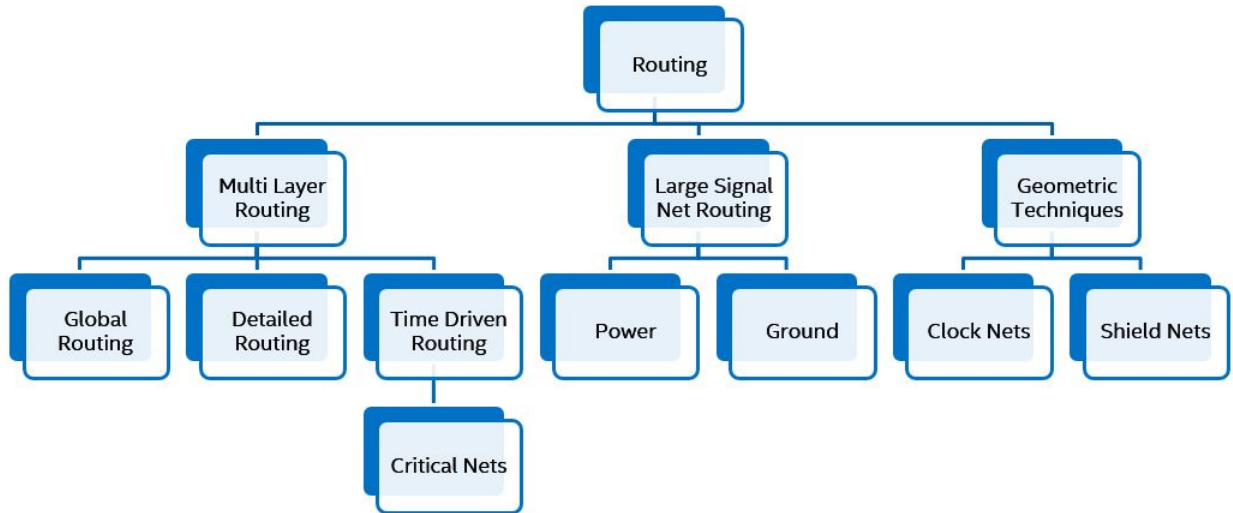 Routing
Multi Layer
Routing
Large Signal
Net Routing
Geometric
Techniques
Global
Routing
Detailed
Routing
Time Driven
Routing
Power
Ground
Clock Nets
Shield Nets
Critical Nets